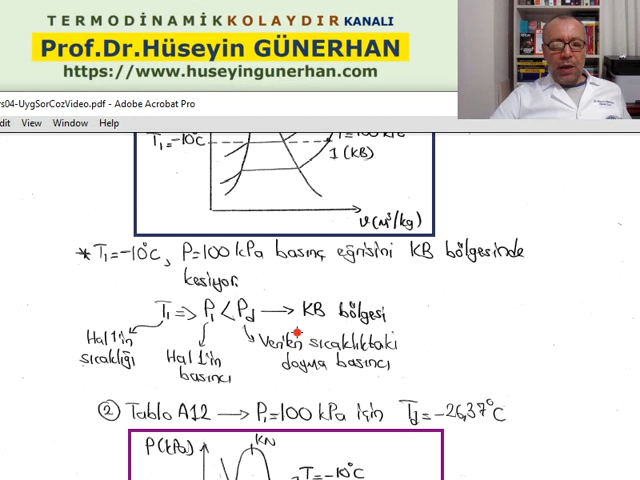 TERMODİNAMİKKOLAYDIR KANALI
Prof.Dr.Hüseyin GÜNERHAN
https://www.huseyingunerhan.com
rs04-UygSorCozVideo.pdf - Adobe Acrobat Pro
dit View Window Help
T₁=-10°C
1 (KB)
v(m³/kg)
*T₁=-10°C, P=100 kPa basınç eğrisini KB bölgesinde
kesiyor.
T₁ => P₁ < Pd → KB bölgesi
Hal 1'in
sıcaklığı
Hal 1'in
basıncı
Verilen sıcaklıktaki
doyma basıncı
② Tablo A12 → P₁=100 kPa için Td=-26,37°C
P(kPa)
KN
T=-10°C